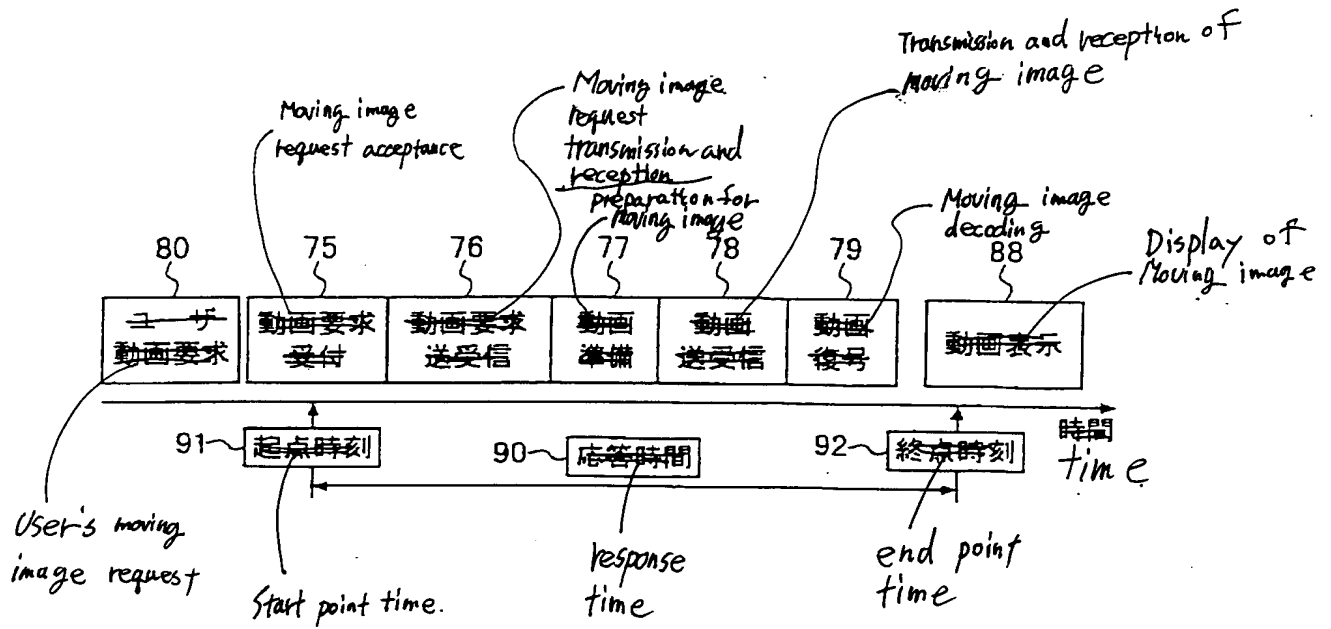 Transmission and reception of
moving image
Moving image
request
transmission and
reception
Moving image
request acceptance
preparation for
moving image
Moving image
decoding
Display of
Moving image
80
75
76
77
78
79
88
ユーザ
動画要求
動画要求
受付
動画要求
送受信
動画
準備
動画
送受信
動画
復号
動画表示
91
起点時刻
90
応答時間
92
終点時刻
時間
time
User's moving
image request
Start point time.
response
time
end point
time